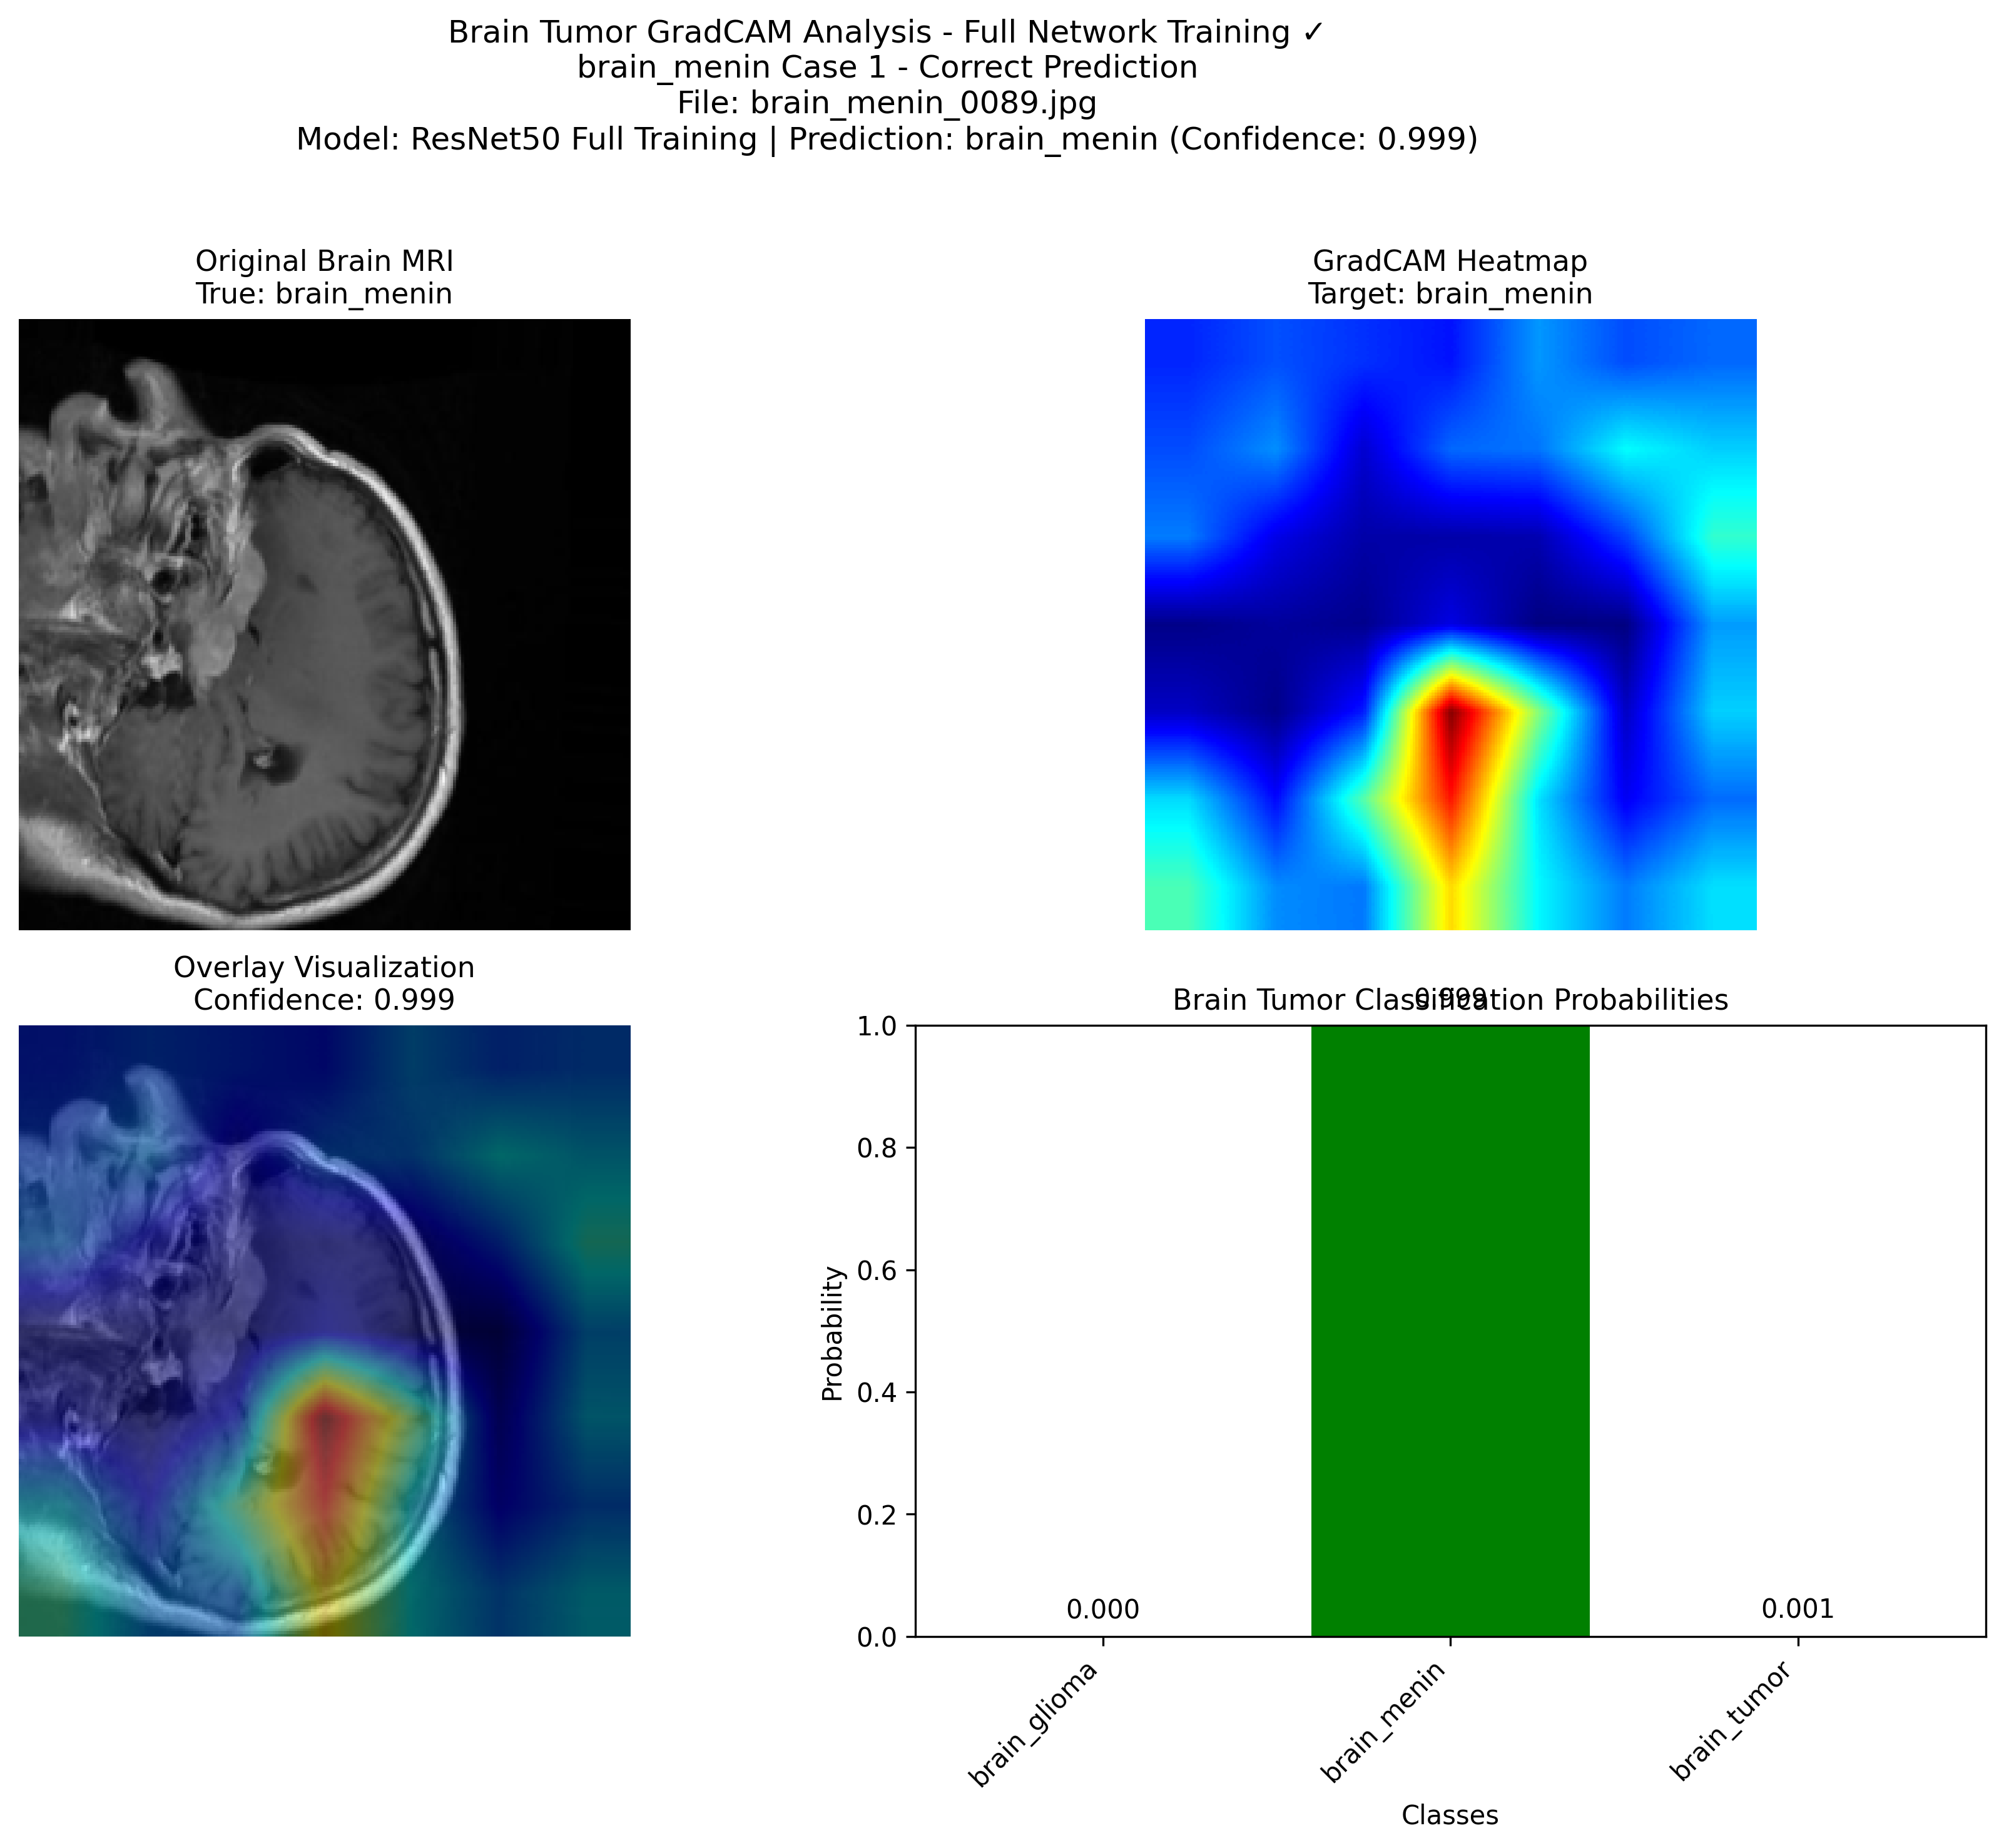 Brain Tumor GradCAM Analysis - Full Network Training ✓
brain_menin Case 1 - Correct Prediction
File: brain_menin_0089.jpg
Model: ResNet50 Full Training | Prediction: brain_menin (Confidence: 0.999)
Original Brain MRI
True: brain_menin
GradCAM Heatmap
Target: brain_menin
Overlay Visualization
Confidence: 0.999
Brain Tumor Classification Probabilities
0.999
1.0
0.8
0.6
0.4
0.2
0.0
Probability
0.000
0.001
brain_glioma
brain_menin
brain_tumor
Classes